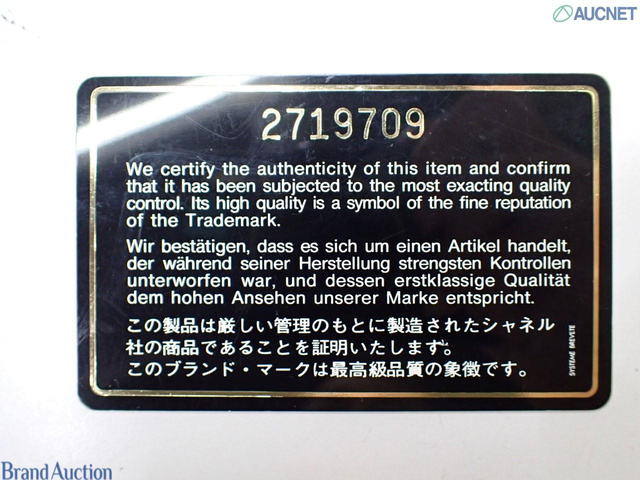 AUCNET
2719709
We certify the authenticity of this item and confirm
that it has been subjected to the most exacting quality
control. Its high quality is a symbol of the fine reputation
of the Trademark.
Wir bestätigen, dass es sich um einen Artikel handelt,
der während seiner Herstellung strengsten Kontrollen
unterworfen war, und dessen erstklassige Qualität
dem hohen Ansehen unserer Marke entspricht.
この製品は厳しい管理のもとに製造されたシャネル
社の商品であることを証明いたします。
このブランド・マークは最高級品質の象徴です。
SYSTEME BREVETE
Brand Auction